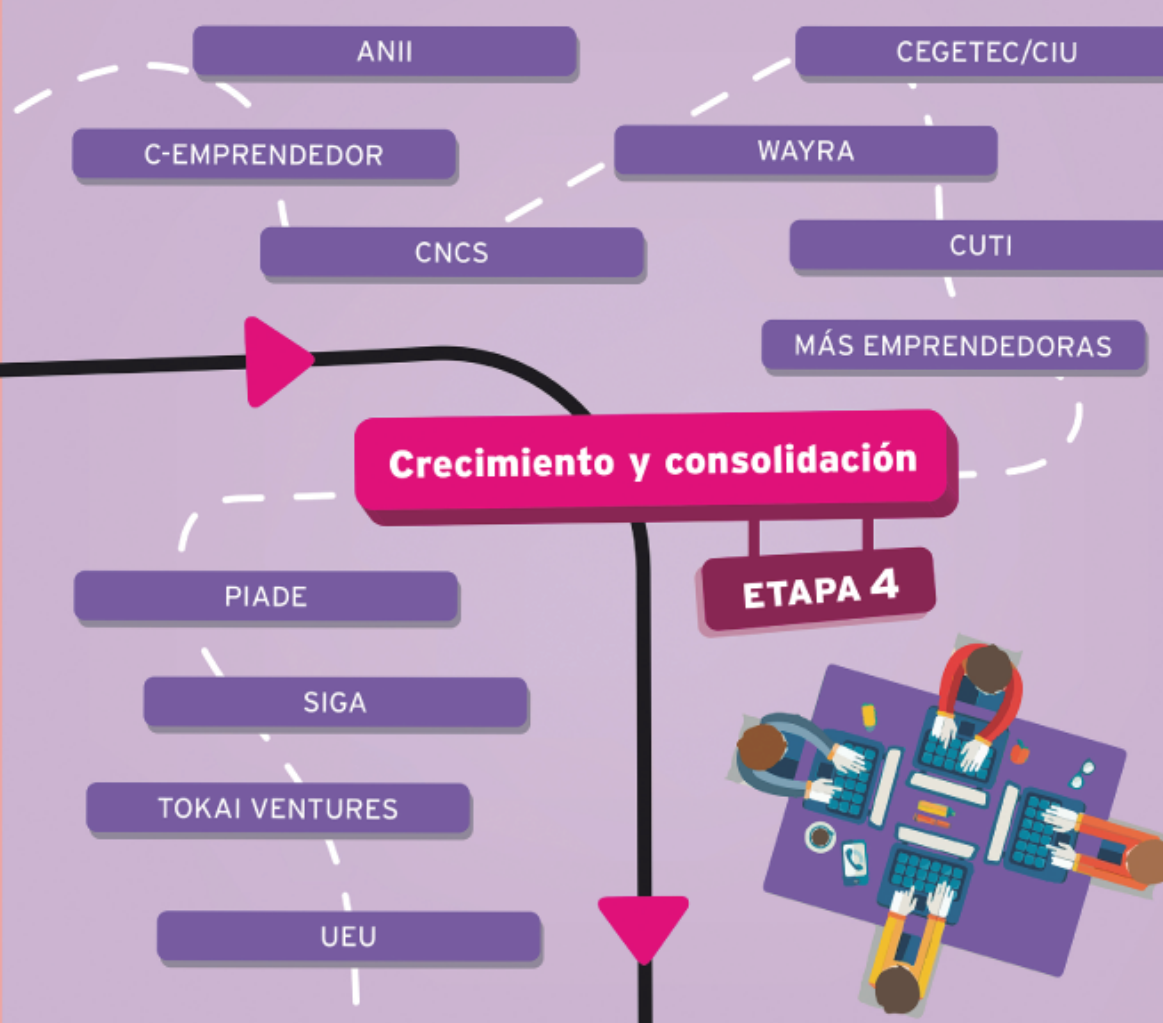 ANII
CEGETEC/CIU
C-EMPRENDEDOR
WAYRA
CNCS
CUTI
MÁS EMPRENDEDORAS
Crecimiento y consolidación
ETAPA 4
PIADE
SIGA
TOKAI VENTURES
UEU